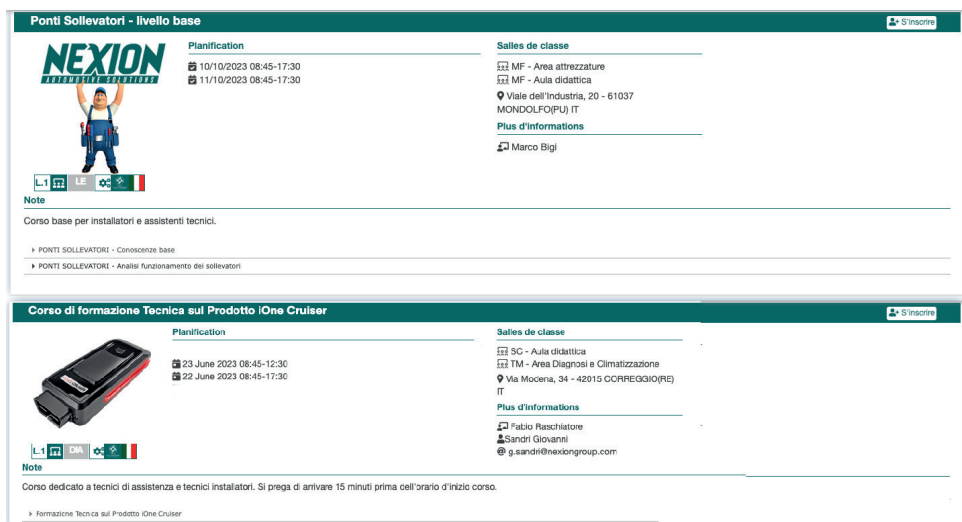 Ponti Sollevatori - livello base
S'inscrire
NEXION
AUTOMOTIVE SOLUTIONS
Planification
10/10/2023 08:45-17:30
11/10/2023 08:45-17:30
Salles de classe
MF - Area attrezzature
MF - Aula didattica
Viale dell'Industria, 20 - 61037
MONDOLFO(PU) IT
Plus d'informations
Marco Bigi
L.1 LE
Note
Corso base per installatori e assistenti tecnici.
PONTI SOLLEVATORI - Conoscenze base
PONTI SOLLEVATORI - Analisi funzionamento dei sollevatori
Corso di formazione Tecnica sul Prodotto iOne Cruiser
S'inscrire
Planification
23 June 2023 08:45-12:30
22 June 2023 08:45-17:30
Salles de classe
SC - Aula didattica
TM - Area Diagnosi e Climatizzazione
Via Mocena, 34 - 42015 CORREGGIO(RE)
IT
Plus d'informations
Fabio Raschiatore
Sandri Giovanni
@ g.sandri@nexiongroup.com
L.1 DIA
Note
Corso dedicato a tecnici di assistenza e tecnici installatori. Si prega di arrivare 15 minuti prima dell'orario d'inizio corso.
Formazione Tecnica sul Prodotto iOne Cruiser